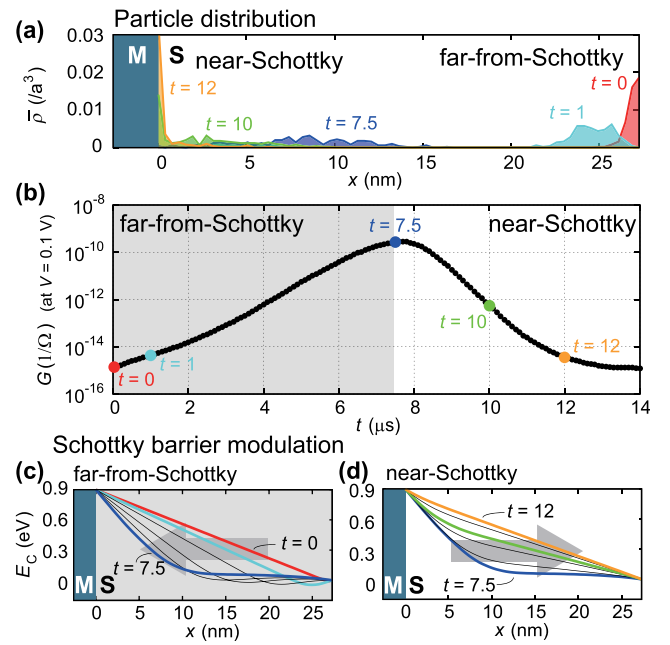 Particle distribution
(a)
0.03
0.02
0.01
0
ρ̅ (/a³)
M S near-Schottky far-from-Schottky
t = 12
t = 10
t = 7.5
t = 1
t = 0
0 5 10 15 20 25
x (nm)
(b)
10⁻⁸
10⁻¹⁰
10⁻¹²
10⁻¹⁴
10⁻¹⁶
G (1/Ω) (at V = 0.1 V)
far-from-Schottky near-Schottky
t = 7.5
t = 10
t = 12
t = 1
t = 0
0 2 4 6 8 10 12 14
t (μs)
Schottky barrier modulation
(c) far-from-Schottky
0.9
0.6
0.3
0
E_C (eV)
t = 0
t = 7.5
M S
0 5 10 15 20 25
x (nm)
(d) near-Schottky
0.9
0.6
0.3
0
t = 12
t = 7.5
M S
0 5 10 15 20 25
x (nm)